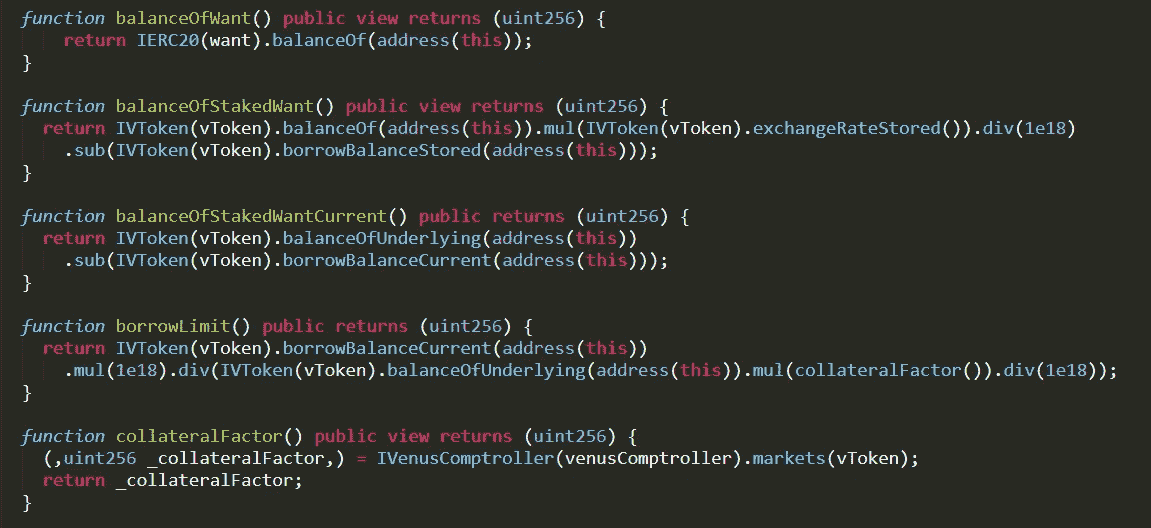 function balanceOfWant() public view returns (uint256) {
    return IERC20(want).balanceOf(address(this));
}
function balanceOfStakedWant() public view returns (uint256) {
  return IVToken(vToken).balanceOf(address(this)).mul(IVToken(vToken).exchangeRateStored()).div(1e18)
    .sub(IVToken(vToken).borrowBalanceStored(address(this)));
}
function balanceOfStakedWantCurrent() public returns (uint256) {
  return IVToken(vToken).balanceOfUnderlying(address(this))
    .sub(IVToken(vToken).borrowBalanceCurrent(address(this)));
}
function borrowLimit() public returns (uint256) {
  return IVToken(vToken).borrowBalanceCurrent(address(this))
    .mul(1e18).div(IVToken(vToken).balanceOfUnderlying(address(this)).mul(collateralFactor()).div(1e18));
}
function collateralFactor() public view returns (uint256) {
  (,uint256 _collateralFactor,) = IVenusComptroller(venusComptroller).markets(vToken);
  return _collateralFactor;
}